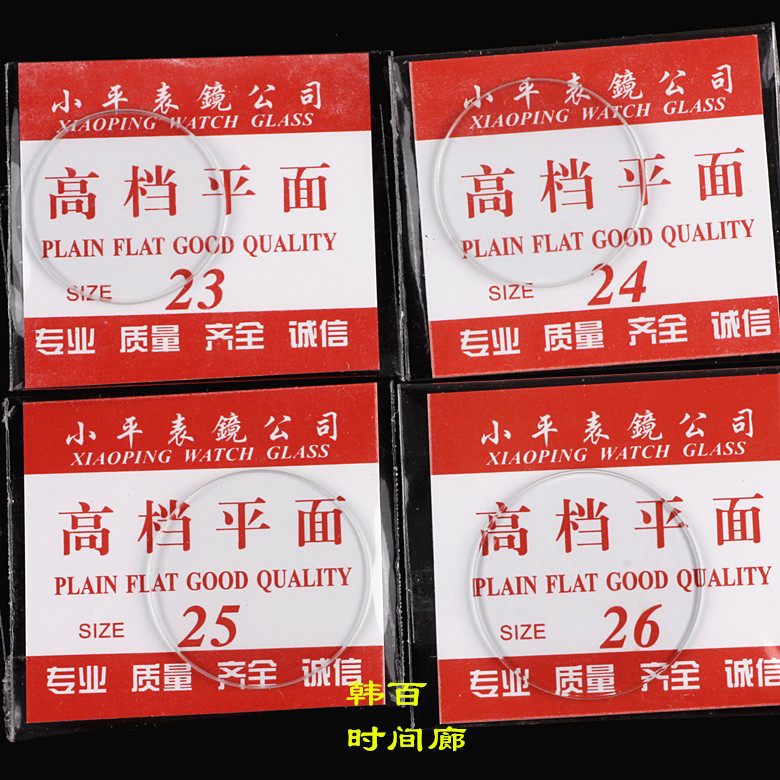 小平表鏡公司
XIAOPING WATCH GLASS
高档平面
PLAIN FLAT GOOD QUALITY
SIZE 23
专业 质量 齐全 诚信
小平表鏡公司
XIAOPING WATCH GLASS
高档平面
PLAIN FLAT GOOD QUALITY
SIZE 24
专业 质量 齐全 诚信
小平表鏡公司
XIAOPING WATCH GLASS
高档平面
PLAIN FLAT GOOD QUALITY
SIZE 25
专业 质量 齐全 诚信
小平表鏡公司
XIAOPING WATCH GLASS
高档平面
PLAIN FLAT GOOD QUALITY
SIZE 26
专业 质量 齐全 诚信
韩百
时间廊